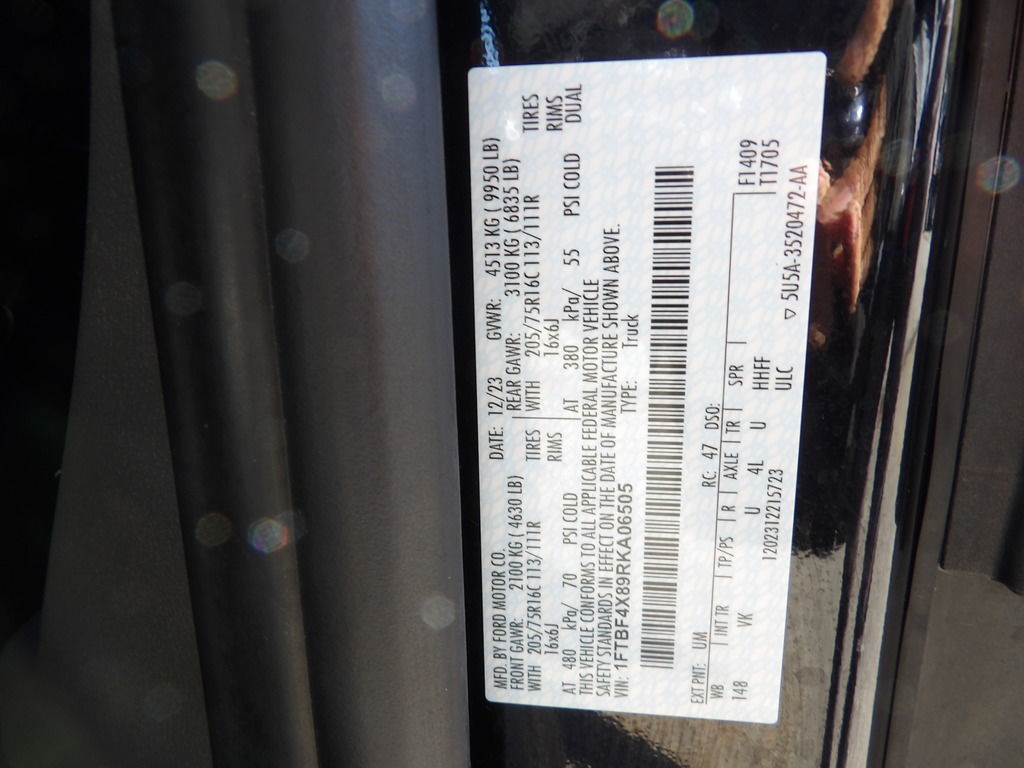 MFD. BY FORD MOTOR CO. DATE: 12/23 GVWR: 4513 KG ( 9950 LB)
FRONT GAWR: 2100 KG ( 4630 LB) REAR GAWR: 3100 KG ( 6835 LB)
WITH 205/75R16C 113/111R TIRES WITH 205/75R16C 113/111R TIRES
16x6J RIMS 16x6J RIMS
AT 480 kPa/ 70 PSI COLD AT 380 kPa/ 55 PSI COLD DUAL
THIS VEHICLE CONFORMS TO ALL APPLICABLE FEDERAL MOTOR VEHICLE
SAFETY STANDARDS IN EFFECT ON THE DATE OF MANUFACTURE SHOWN ABOVE.
VIN: 1FTBF4X89RKA06505 TYPE: Truck
EXT PNT: UM RC: 47 DSO:
WB INT TR TP/PS R AXLE TR SPR F1409
148 VK U 4L U HHFF T1705
1202312215723 ULC
▽ 5U5A-3520472-AA